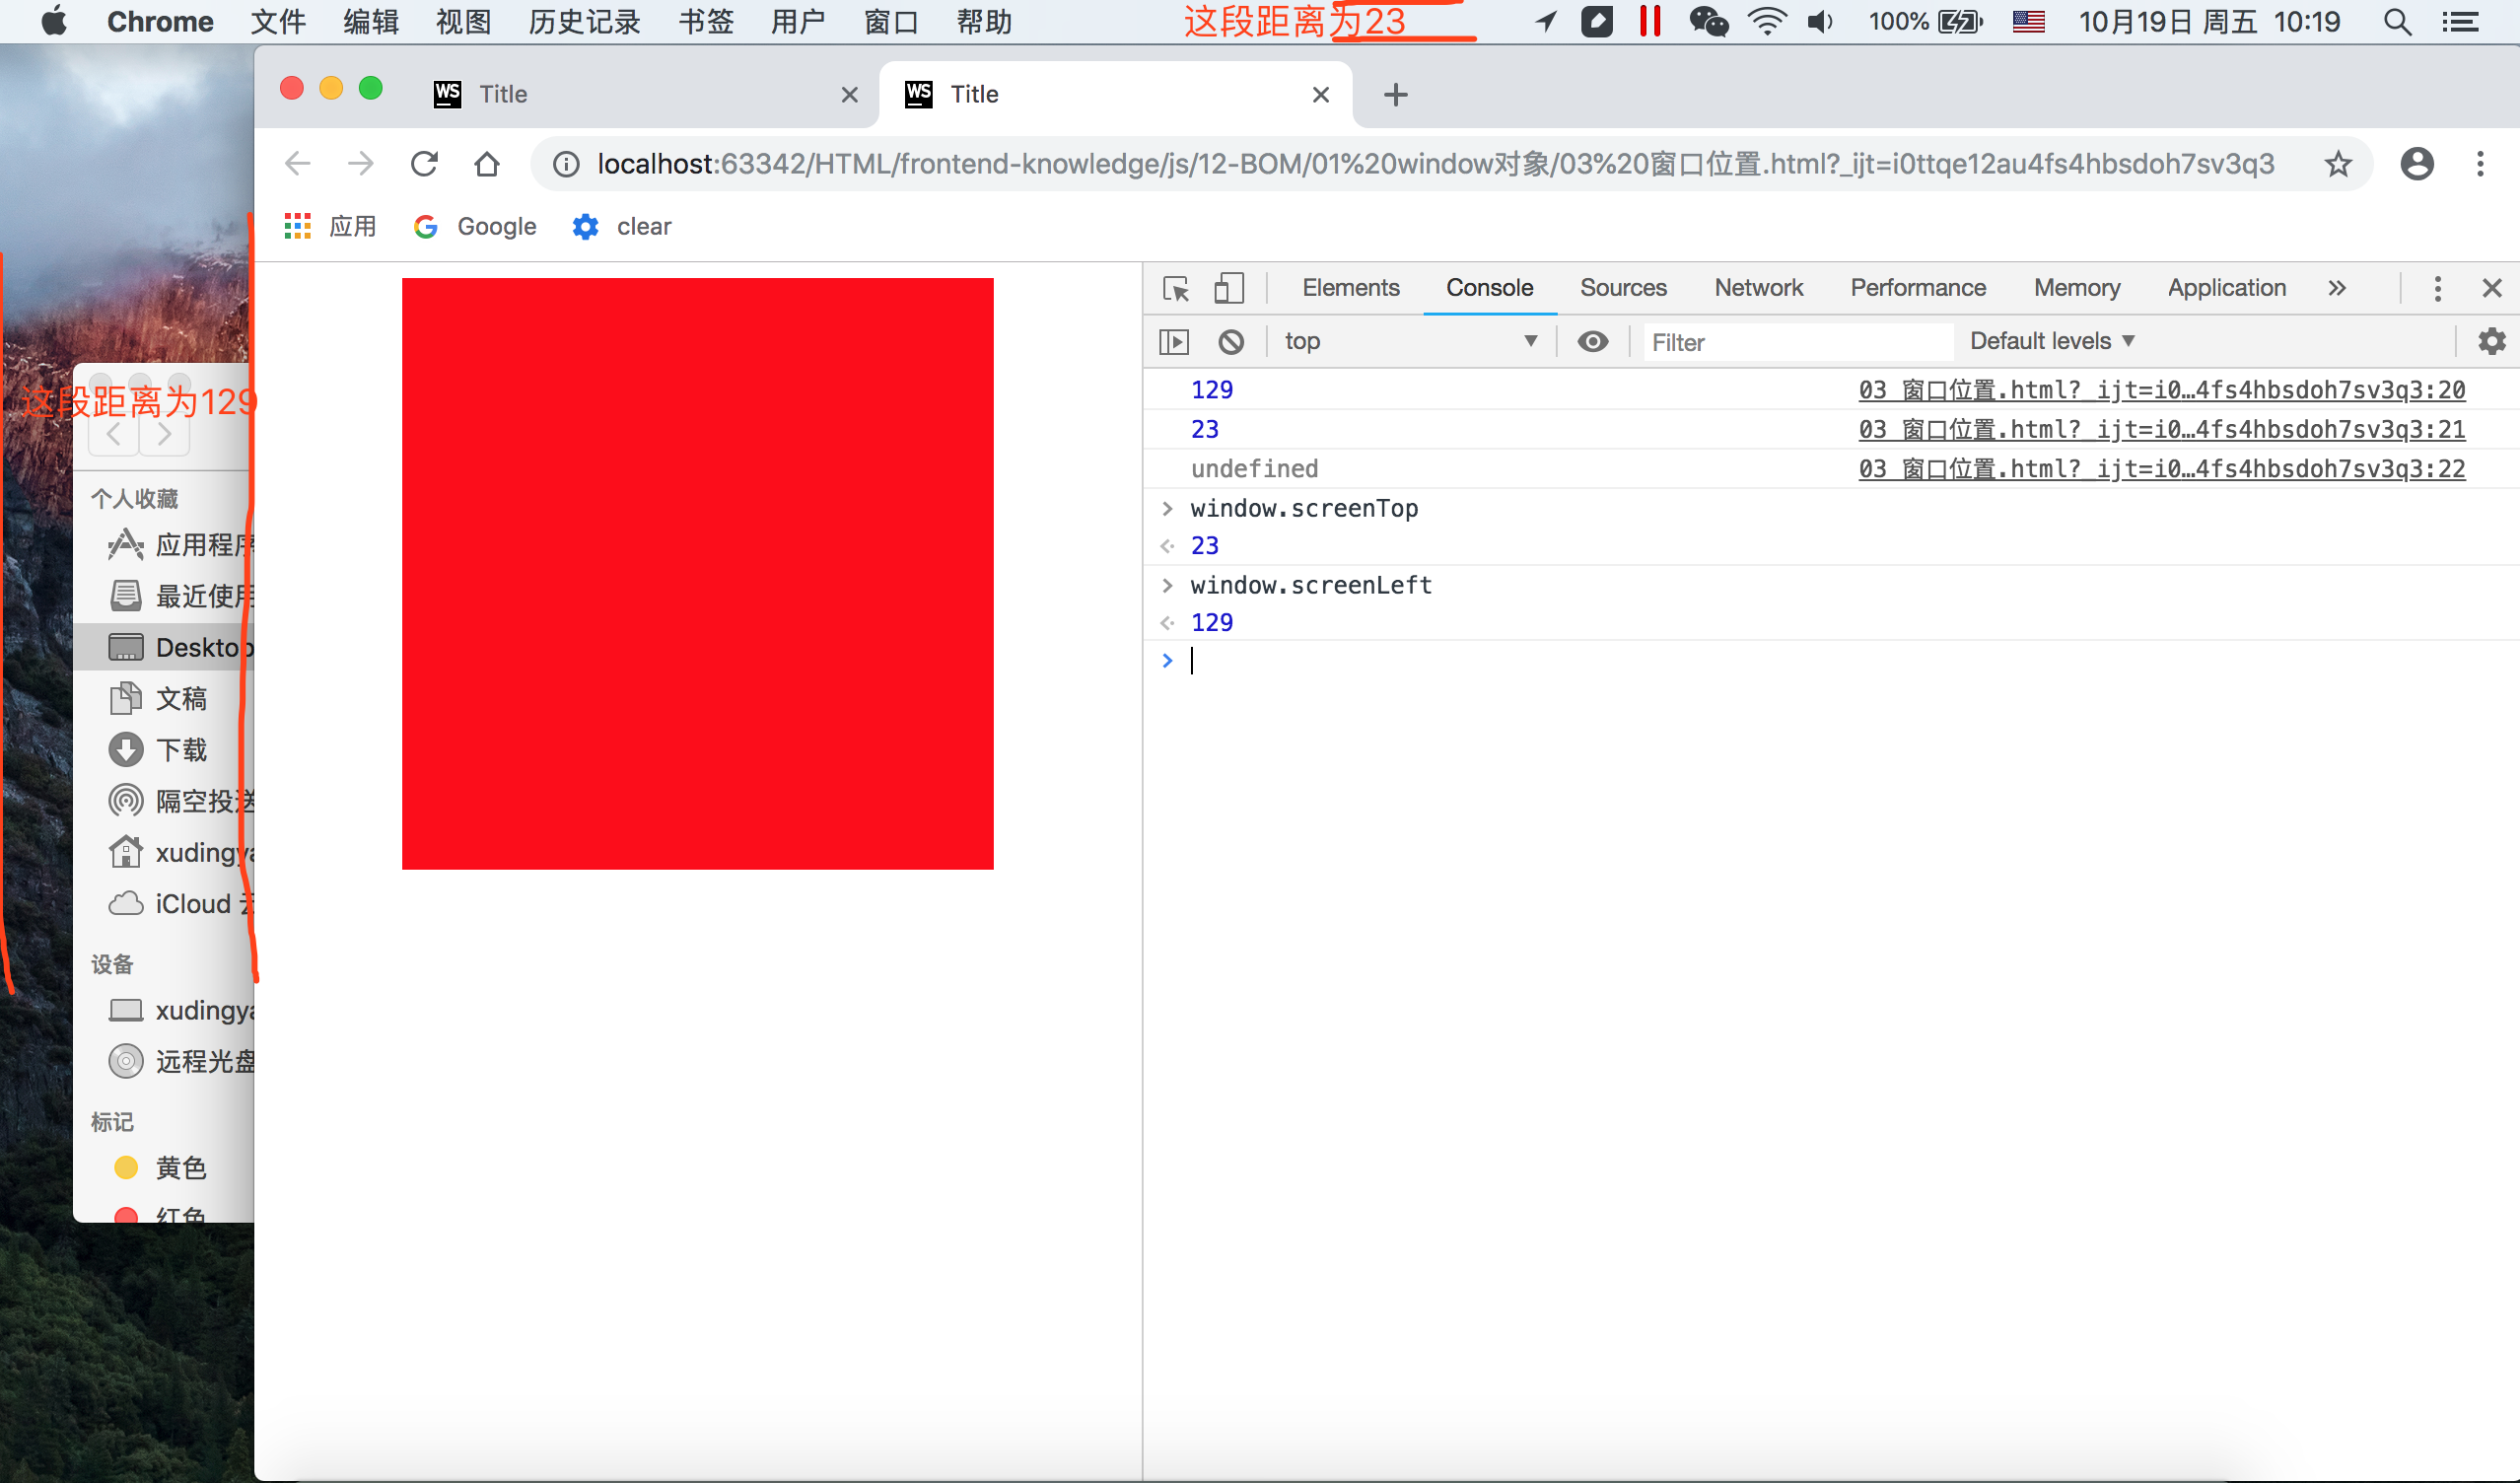 Chrome 文件 编辑 视图 历史记录 书签 用户 窗口 帮助 这段距离为23 100% 10月19日 周五 10:19
WS Title WS Title
localhost:63342/HTML/frontend-knowledge/js/12-BOM/01%20window对象/03%20窗口位置.html?_ijt=i0ttqe12au4fs4hbsdoh7sv3q3
应用 Google clear
Elements Console Sources Network Performance Memory Application
top Filter Default levels
129 03 窗口位置.html?_ijt=i0…4fs4hbsdoh7sv3q3:20
23 03 窗口位置.html?_ijt=i0…4fs4hbsdoh7sv3q3:21
undefined 03 窗口位置.html?_ijt=i0…4fs4hbsdoh7sv3q3:22
> window.screenTop
23
> window.screenLeft
129
>
这段距离为129
个人收藏
应用程序
最近使用
Desktop
文稿
下载
隔空投送
xudingya
iCloud 云
设备
xudingya
远程光盘
标记
黄色
红色